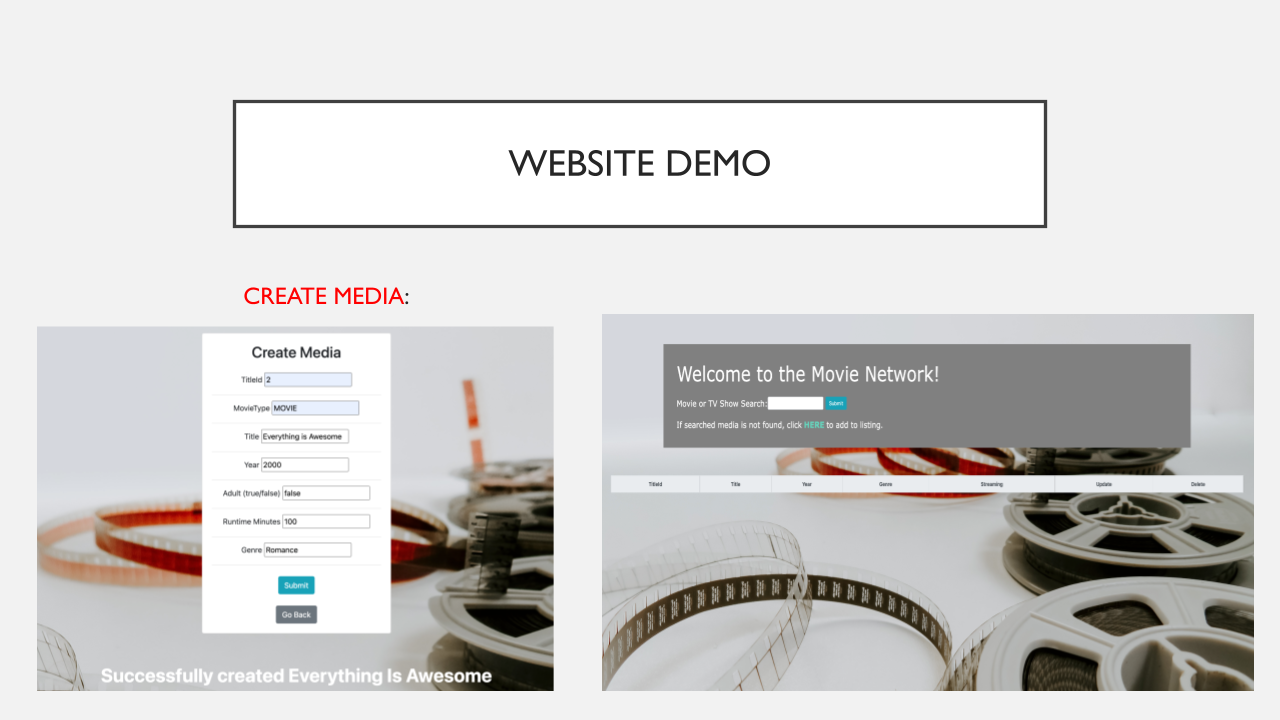 WEBSITE DEMO
CREATE MEDIA:
Create Media
TitleId 2
MovieType MOVIE
Title Everything is Awesome
Year 2000
Adult (true/false) false
Runtime Minutes 100
Genre Romance
Submit
Go Back
Successfully created Everything Is Awesome
Welcome to the Movie Network!
Movie or TV Show Search: Submit
If searched media is not found, click HERE to add to listing.
TitleId Title Year Genre Streaming Update Delete